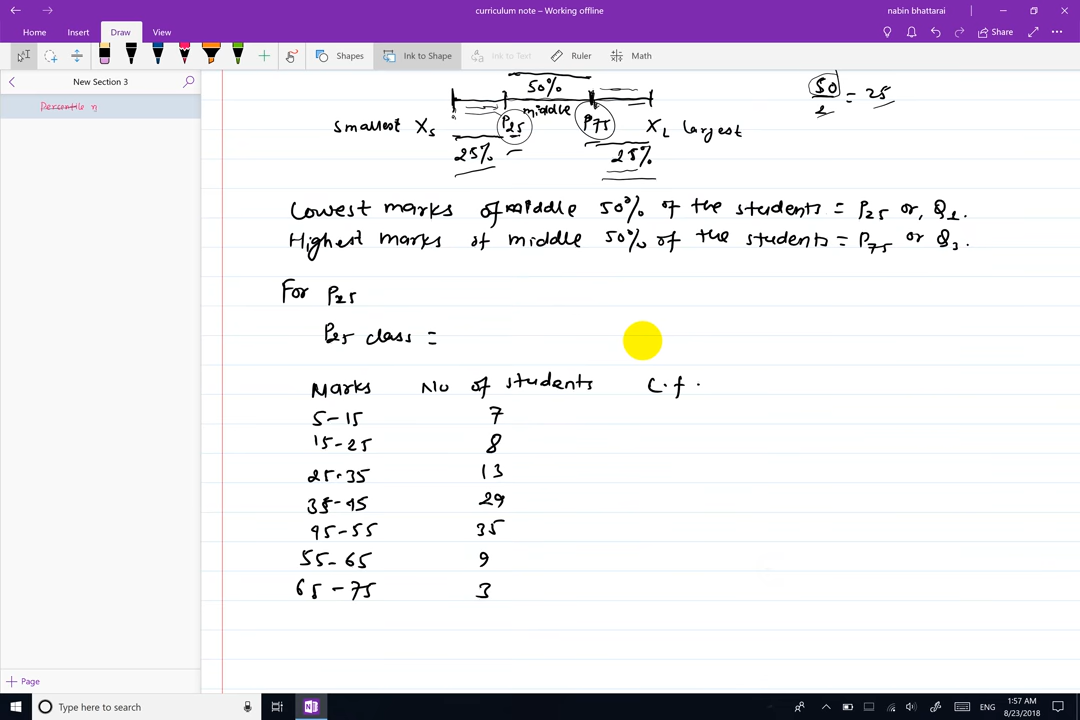 curriculum note – Working offline
nabin bhattarai
Home Insert Draw View
Share
Shapes Ink to Shape Ink to Text Ruler Math
New Section 3
Percentile
50%
middle
50/2 = 25
smallest Xs P25 P75 XL largest
25% 25%
Lowest marks of middle 50% of the students = P25 or, Q1.
Highest marks of middle 50% of the students = P75 or Q3.
For P25
P25 class =
Marks No of students C.f.
5-15 7
15-25 8
25-35 13
35-45 29
45-55 35
55-65 9
65-75 3
Page
Type here to search
ENG
1:57 AM
8/23/2018